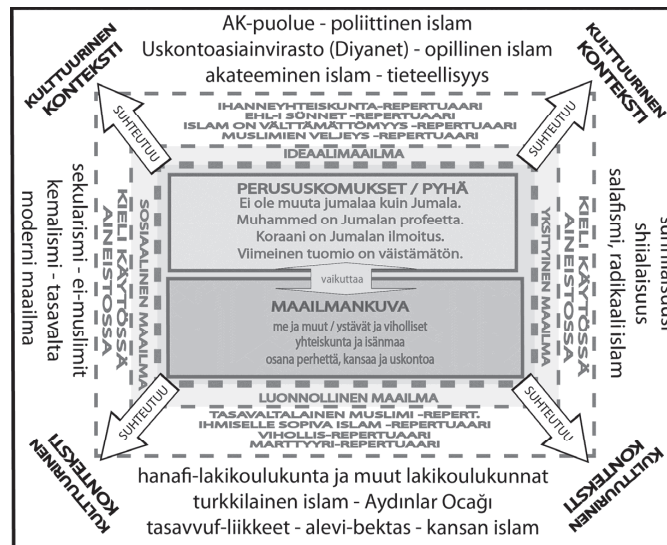 AK-puolue - poliittinen islam
Uskontoasiainvirasto (Diyanet) - opillinen islam
akateeminen islam - tieteellisyys
KULTTUURINEN
KONTEKSTI
KULTTUURINEN
KONTEKSTI
SUHTEUTUU
SUHTEUTUU
IHANNEYHTEISKUNTA-REPERTUAARI
EHL-I SÜNNET -REPERTUAARI
ISLAM ON VÄLTTÄMÄTTÖMYYS -REPERTUAARI
MUSLIMIEN VELJEYS -REPERTUAARI
IDEAALIMAAILMA
sekularismi - ei-muslimit
kemalismi - tasavalta
moderni maailma
KIELI KÄYTÖSSÄ
AINEISTOSSA
SOSIAALINEN MAAILMA
PERUSUSKOMUKSET / PYHÄ
Ei ole muuta jumalaa kuin Jumala.
Muhammed on Jumalan profeetta.
Koraani on Jumalan ilmoitus.
Viimeinen tuomio on väistämätön.
vaikuttaa
MAAILMANKUVA
me ja muut / ystävät ja viholliset
yhteiskunta ja isänmaa
osana perhettä, kansaa ja uskontoa
YKSITYINEN MAAILMA
KIELI KÄYTÖSSÄ
AINEISTOSSA
shiialaisuus
salafismi, radikaali islam
LUONNOLLINEN MAAILMA
TASAVALTALAINEN MUSLIMI -REPERT.
IHMISELLE SOPIVA ISLAM -REPERTUAARI
VIHOLLIS-REPERTUAARI
MARTTYYRI-REPERTUAARI
SUHTEUTUU
SUHTEUTUU
KULTTUURINEN
KONTEKSTI
KULTTUURINEN
KONTEKSTI
hanafi-lakikoulukunta ja muut lakikoulukunnat
turkkilainen islam - Aydınlar Ocağı
tasavvuf-liikkeet - alevi-bektas - kansan islam